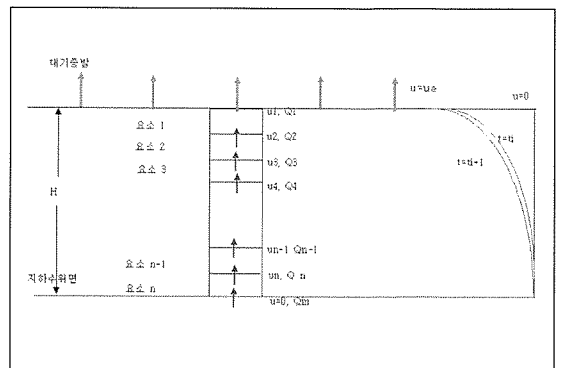 대기증발
u=ua
u=0
u1, Q1
요소 1
u2, Q2
요소 2
t=ti
u3, Q3
t=ti+1
요소 3
u4, Q4
H
un-1 Qn-1
요소 n-1
un, Q n
지하수위면
요소 n
u=0, Qm